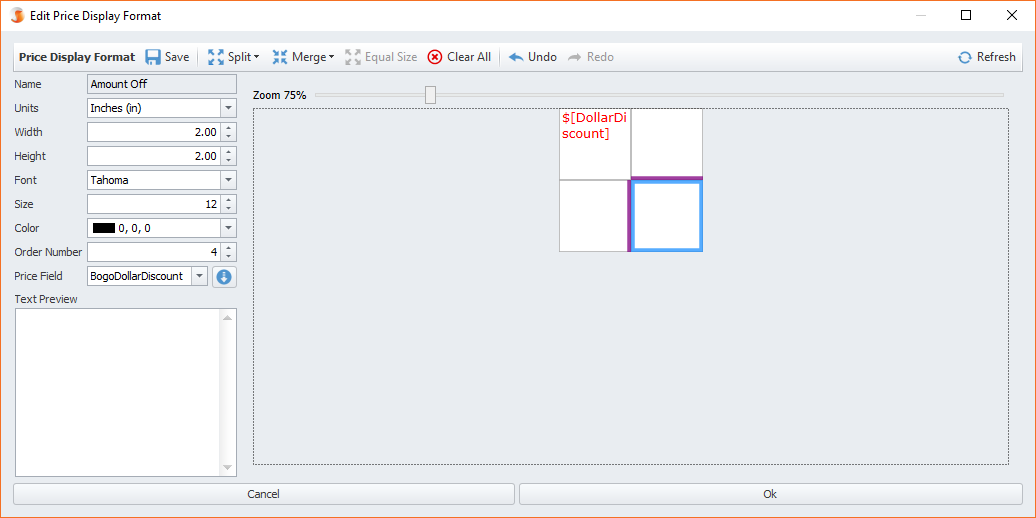 Edit Price Display Format
Price Display Format Save Split Merge Equal Size Clear All Undo Redo Refresh
Name Amount Off
Units Inches (in)
Width 2.00
Height 2.00
Font Tahoma
Size 12
Color 0, 0, 0
Order Number 4
Price Field BogoDollarDiscount
Text Preview
Zoom 75%
$[DollarDi
scount]
Cancel Ok